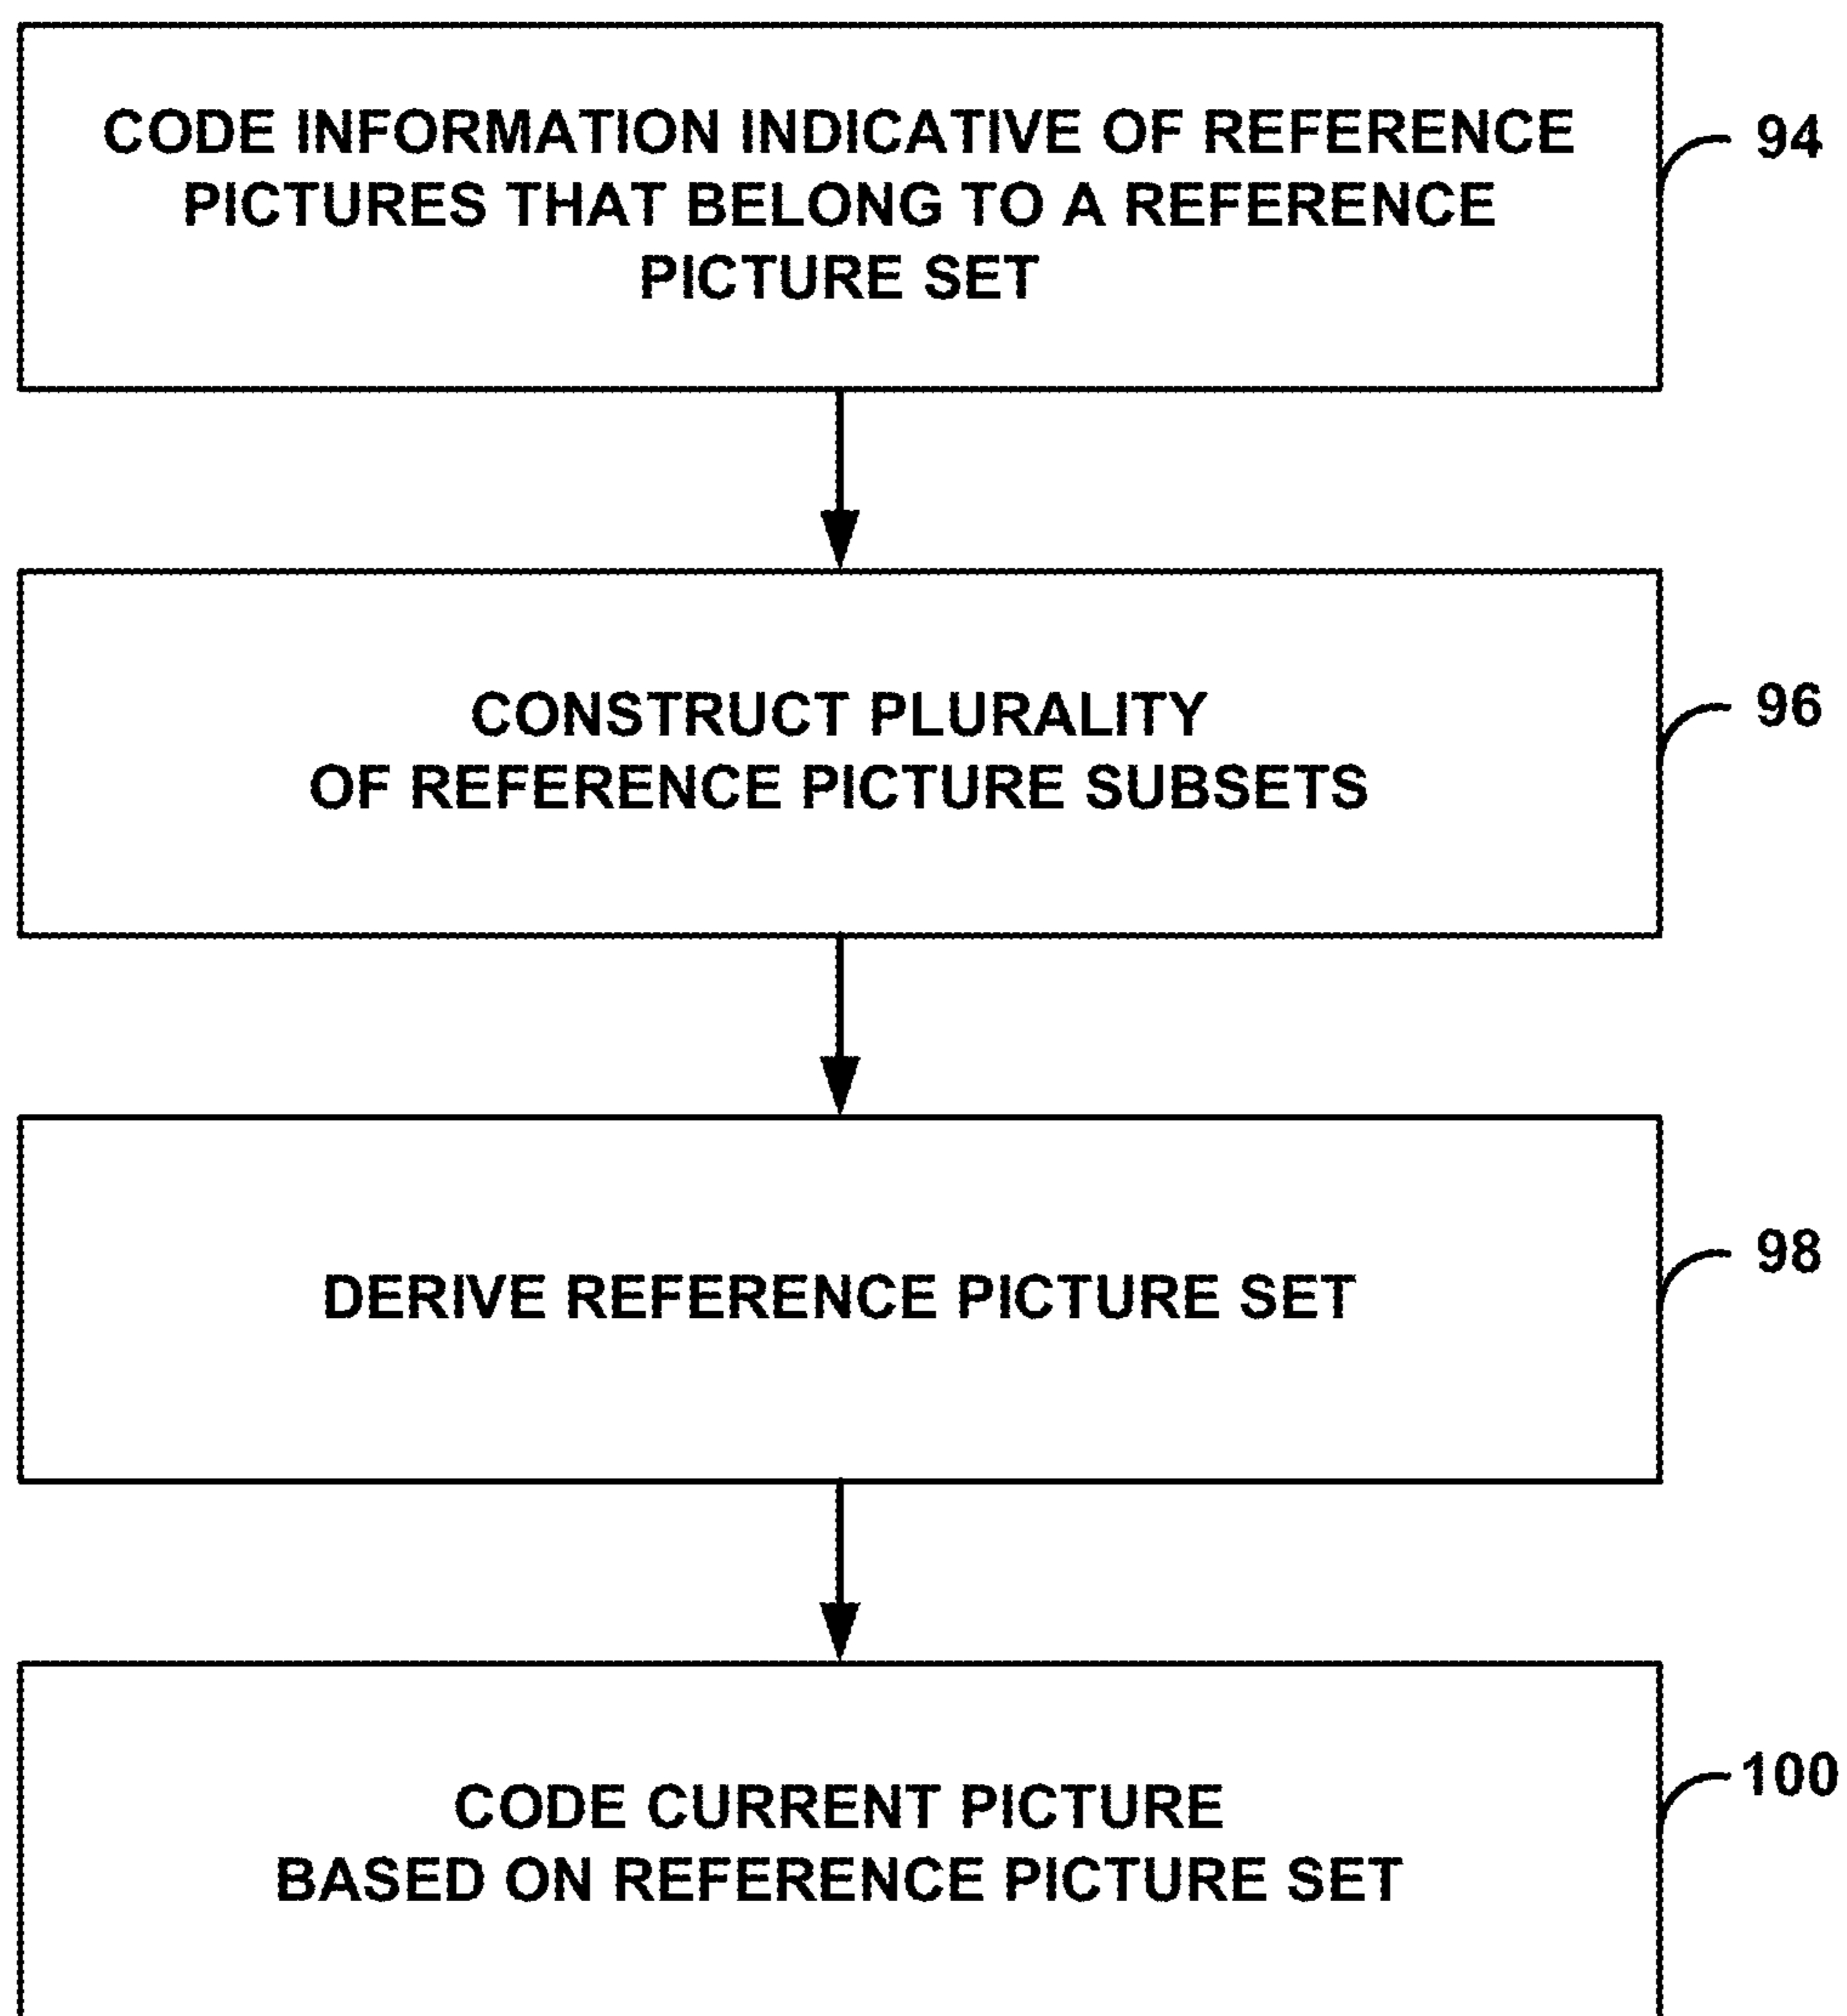 CODE INFORMATION INDICATIVE OF REFERENCE
PICTURES THAT BELONG TO A REFERENCE
PICTURE SET
94
CONSTRUCT PLURALITY
OF REFERENCE PICTURE SUBSETS
96
DERIVE REFERENCE PICTURE SET
98
CODE CURRENT PICTURE
BASED ON REFERENCE PICTURE SET
100